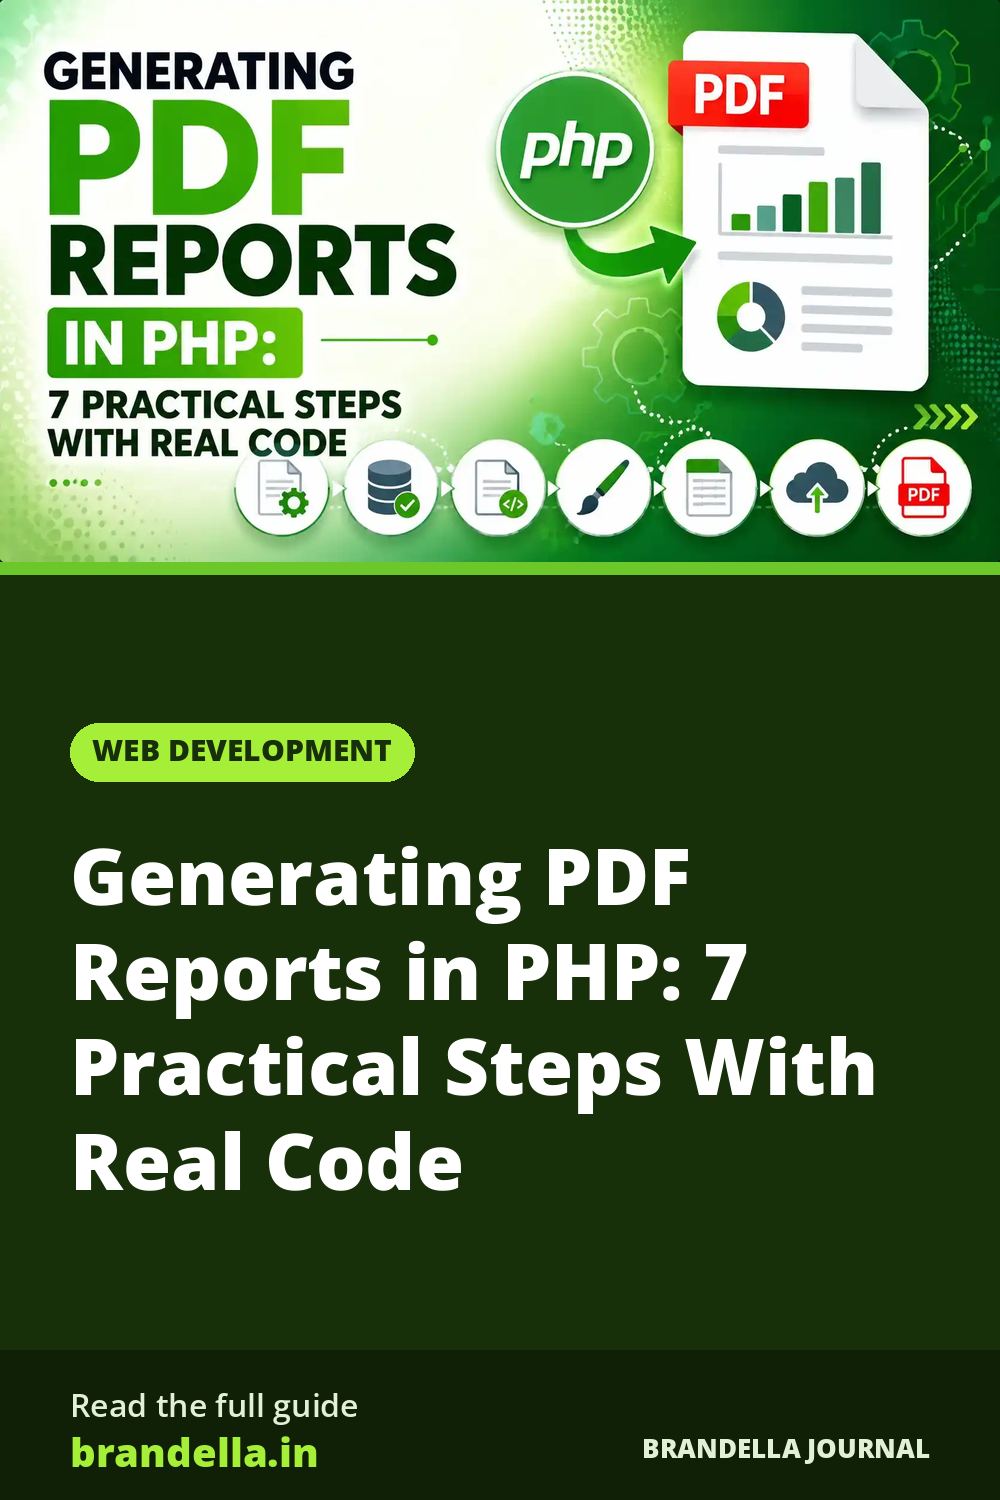 GENERATING
PDF
REPORTS
IN PHP:
7 PRACTICAL STEPS
WITH REAL CODE
php
PDF
</>
PDF
WEB DEVELOPMENT
Generating PDF
Reports in PHP: 7
Practical Steps With
Real Code
Read the full guide
brandella.in
BRANDELLA JOURNAL